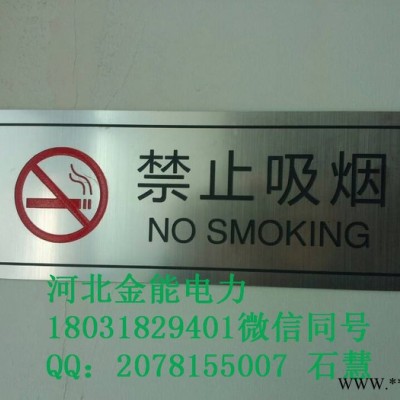 禁止吸烟
NO SMOKING
河北金能电力
18031829401微信同号
QQ：2078155007 石慧
www.**